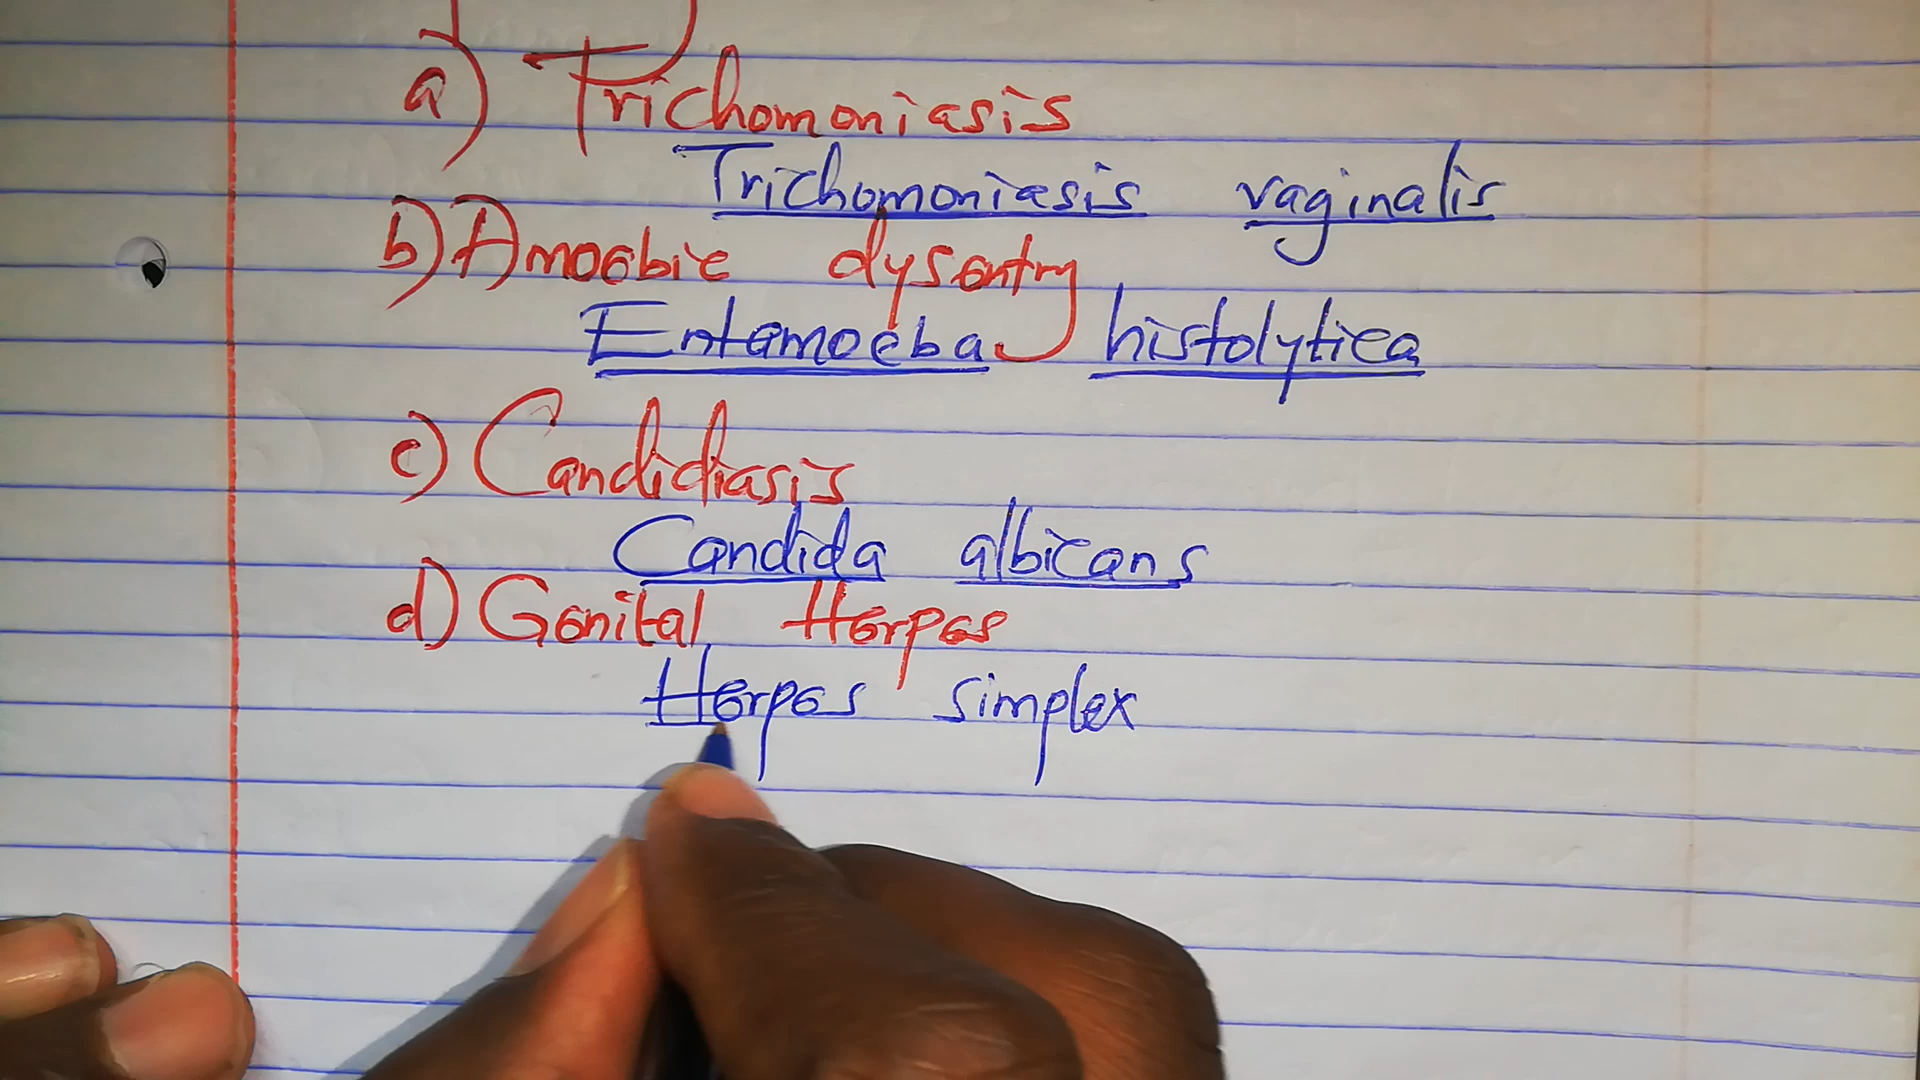 a) Trichomoniasis
Trichomoniasis vaginalis
b) Amoebic dysentry
Entamoeba histolytica
c) Candidiasis
Candida albicans
d) Genital Herpes
Herpes simplex